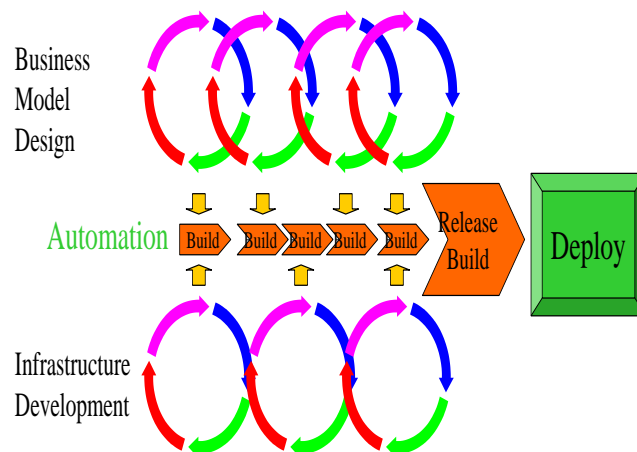 Business
Model
Design
Automation
Build
Build
Build
Build
Build
Release
Build
Deploy
Infrastructure
Development